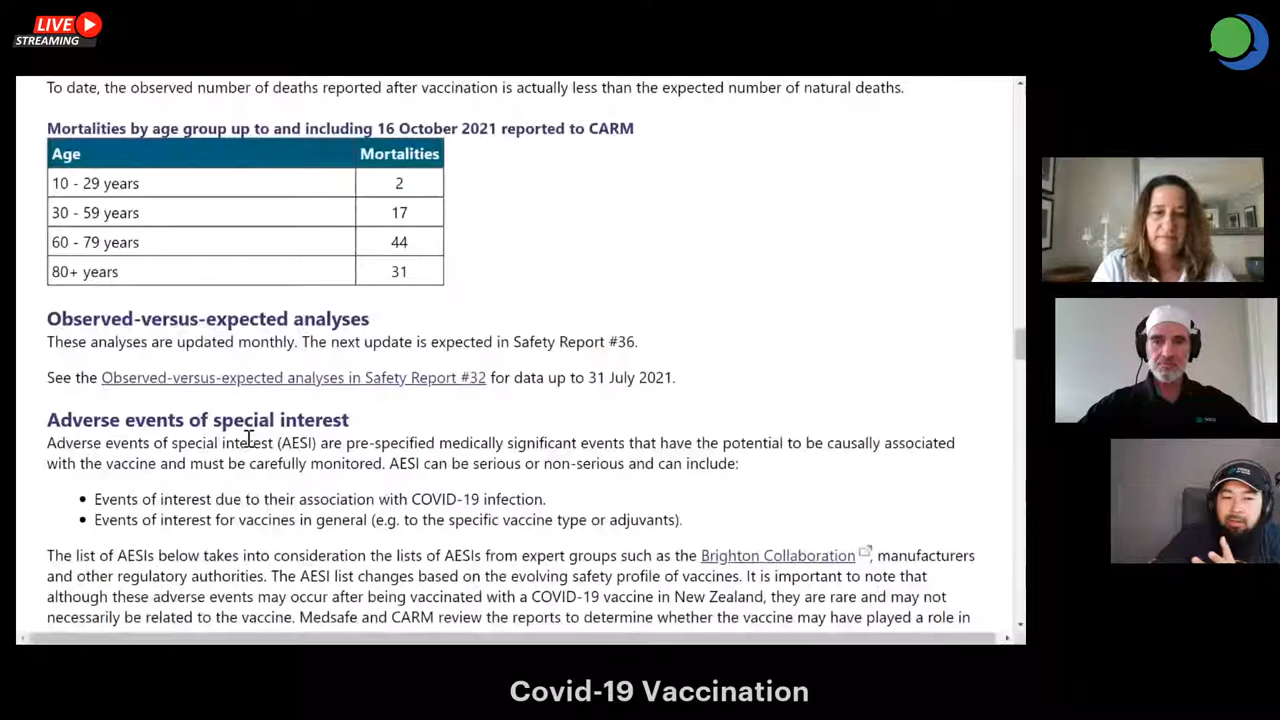 LIVE
STREAMING
To date, the observed number of deaths reported after vaccination is actually less than the expected number of natural deaths.
Mortalities by age group up to and including 16 October 2021 reported to CARM
Age Mortalities
10 - 29 years 2
30 - 59 years 17
60 - 79 years 44
80+ years 31
Observed-versus-expected analyses
These analyses are updated monthly. The next update is expected in Safety Report #36.
See the Observed-versus-expected analyses in Safety Report #32 for data up to 31 July 2021.
Adverse events of special interest
Adverse events of special interest (AESI) are pre-specified medically significant events that have the potential to be causally associated
with the vaccine and must be carefully monitored. AESI can be serious or non-serious and can include:
• Events of interest due to their association with COVID-19 infection.
• Events of interest for vaccines in general (e.g. to the specific vaccine type or adjuvants).
The list of AESIs below takes into consideration the lists of AESIs from expert groups such as the Brighton Collaboration, manufacturers
and other regulatory authorities. The AESI list changes based on the evolving safety profile of vaccines. It is important to note that
although these adverse events may occur after being vaccinated with a COVID-19 vaccine in New Zealand, they are rare and may not
necessarily be related to the vaccine. Medsafe and CARM review the reports to determine whether the vaccine may have played a role in
Covid-19 Vaccination